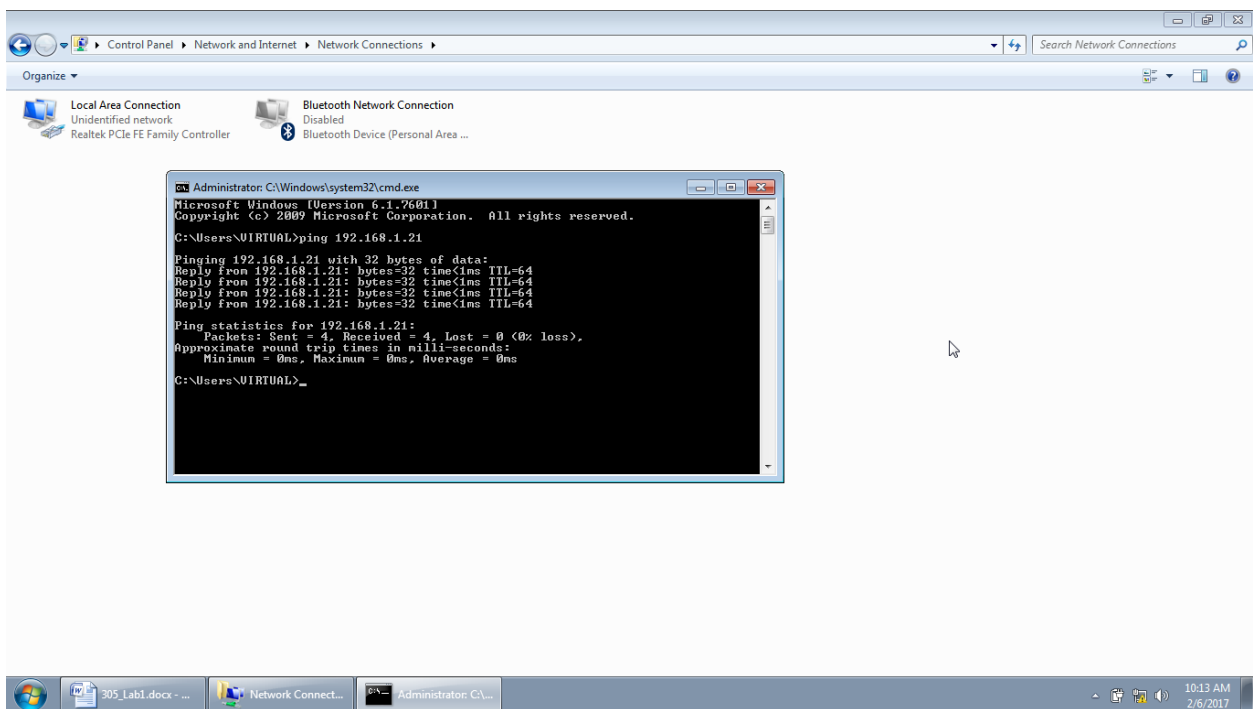 Control Panel ▸ Network and Internet ▸ Network Connections ▸
Search Network Connections
Organize
Local Area Connection
Unidentified network
Realtek PCIe FE Family Controller
Bluetooth Network Connection
Disabled
Bluetooth Device (Personal Area ...
Administrator: C:\Windows\system32\cmd.exe
Microsoft Windows [Version 6.1.7601]
Copyright (c) 2009 Microsoft Corporation.  All rights reserved.
C:\Users\VIRTUAL>ping 192.168.1.21
Pinging 192.168.1.21 with 32 bytes of data:
Reply from 192.168.1.21: bytes=32 time<1ms TTL=64
Reply from 192.168.1.21: bytes=32 time<1ms TTL=64
Reply from 192.168.1.21: bytes=32 time<1ms TTL=64
Reply from 192.168.1.21: bytes=32 time<1ms TTL=64
Ping statistics for 192.168.1.21:
Packets: Sent = 4, Received = 4, Lost = 0 (0% loss),
Approximate round trip times in milli-seconds:
Minimum = 0ms, Maximum = 0ms, Average = 0ms
C:\Users\VIRTUAL>_
305_Lab1.docx - ...
Network Connect...
Administrator: C:\...
10:13 AM
2/6/2017